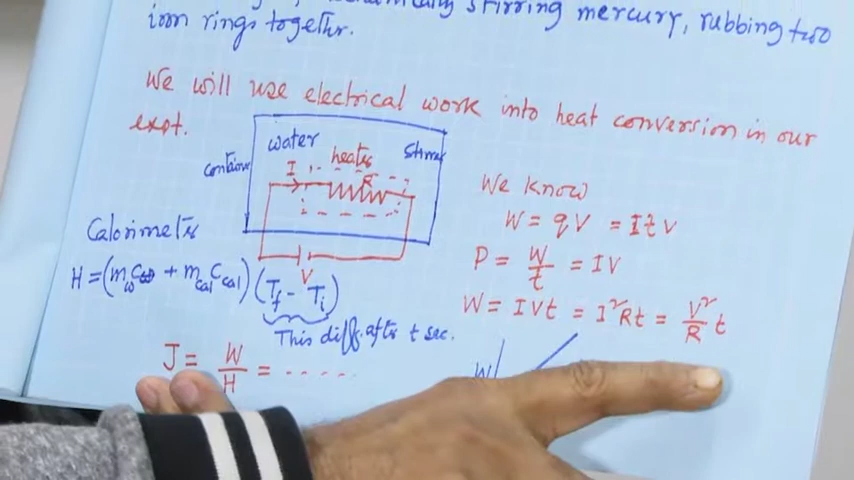 stirring mercury, rubbing two
iron rings together.
We will use electrical work into heat conversion in our
expt.
water
container
I
heater
R
Stirrer
V
Calorimeter
H = (m_w c_w + m_cal c_cal) (T_f - T_i)
This diff. after t sec.
J = W/H = .....
We know
W = qV = ItV
P = W/t = IV
W = IVt = I²Rt = V²/R t
W